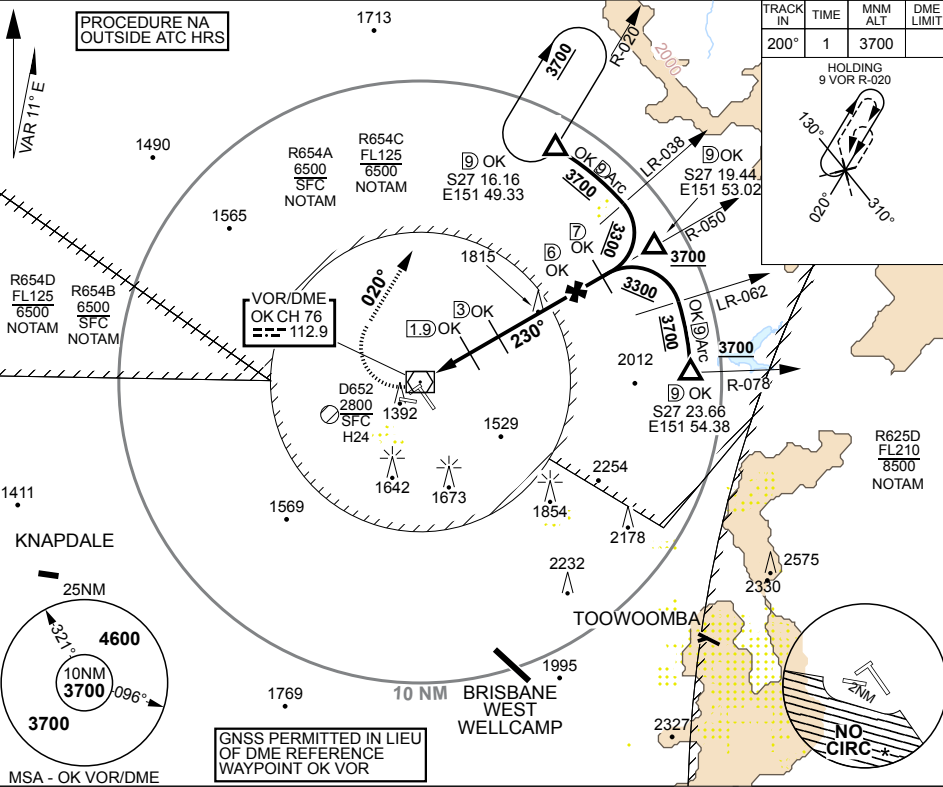 PROCEDURE NA
OUTSIDE ATC HRS
VAR 11° E
1713
1490
1565
3700
R-020
2000
TRACK IN
TIME
MNM ALT
DME LIMIT
200°
1
3700
HOLDING
9 VOR R-020
130°
020°
310°
R654A
6500
SFC
NOTAM
R654C
FL125
6500
NOTAM
9 OK
S27 16.16
E151 49.33
OK 9 Arc
3700
LR-038
9 OK
S27 19.44
E151 53.02
R-050
3300
7
OK
3700
6
OK
1815
R654D
FL125
6500
NOTAM
R654B
6500
SFC
NOTAM
VOR/DME
OK CH 76
112.9
020°
3 OK
1.9 OK
230°
3300
LR-062
OK 9 Arc
3700
3700
R-078
9 OK
S27 23.66
E151 54.38
2012
D652
2800
SFC
H24
1392
1529
1642
1673
1854
2254
2178
R625D
FL210
8500
NOTAM
1411
1569
KNAPDALE
2232
2575
2330
TOOWOOMBA
25NM
321°
4600
10NM
3700
096°
3700
MSA - OK VOR/DME
1769
10 NM
1995
BRISBANE
WEST
WELLCAMP
2327
GNSS PERMITTED IN LIEU
OF DME REFERENCE
WAYPOINT OK VOR
2NM
NO
CIRC *